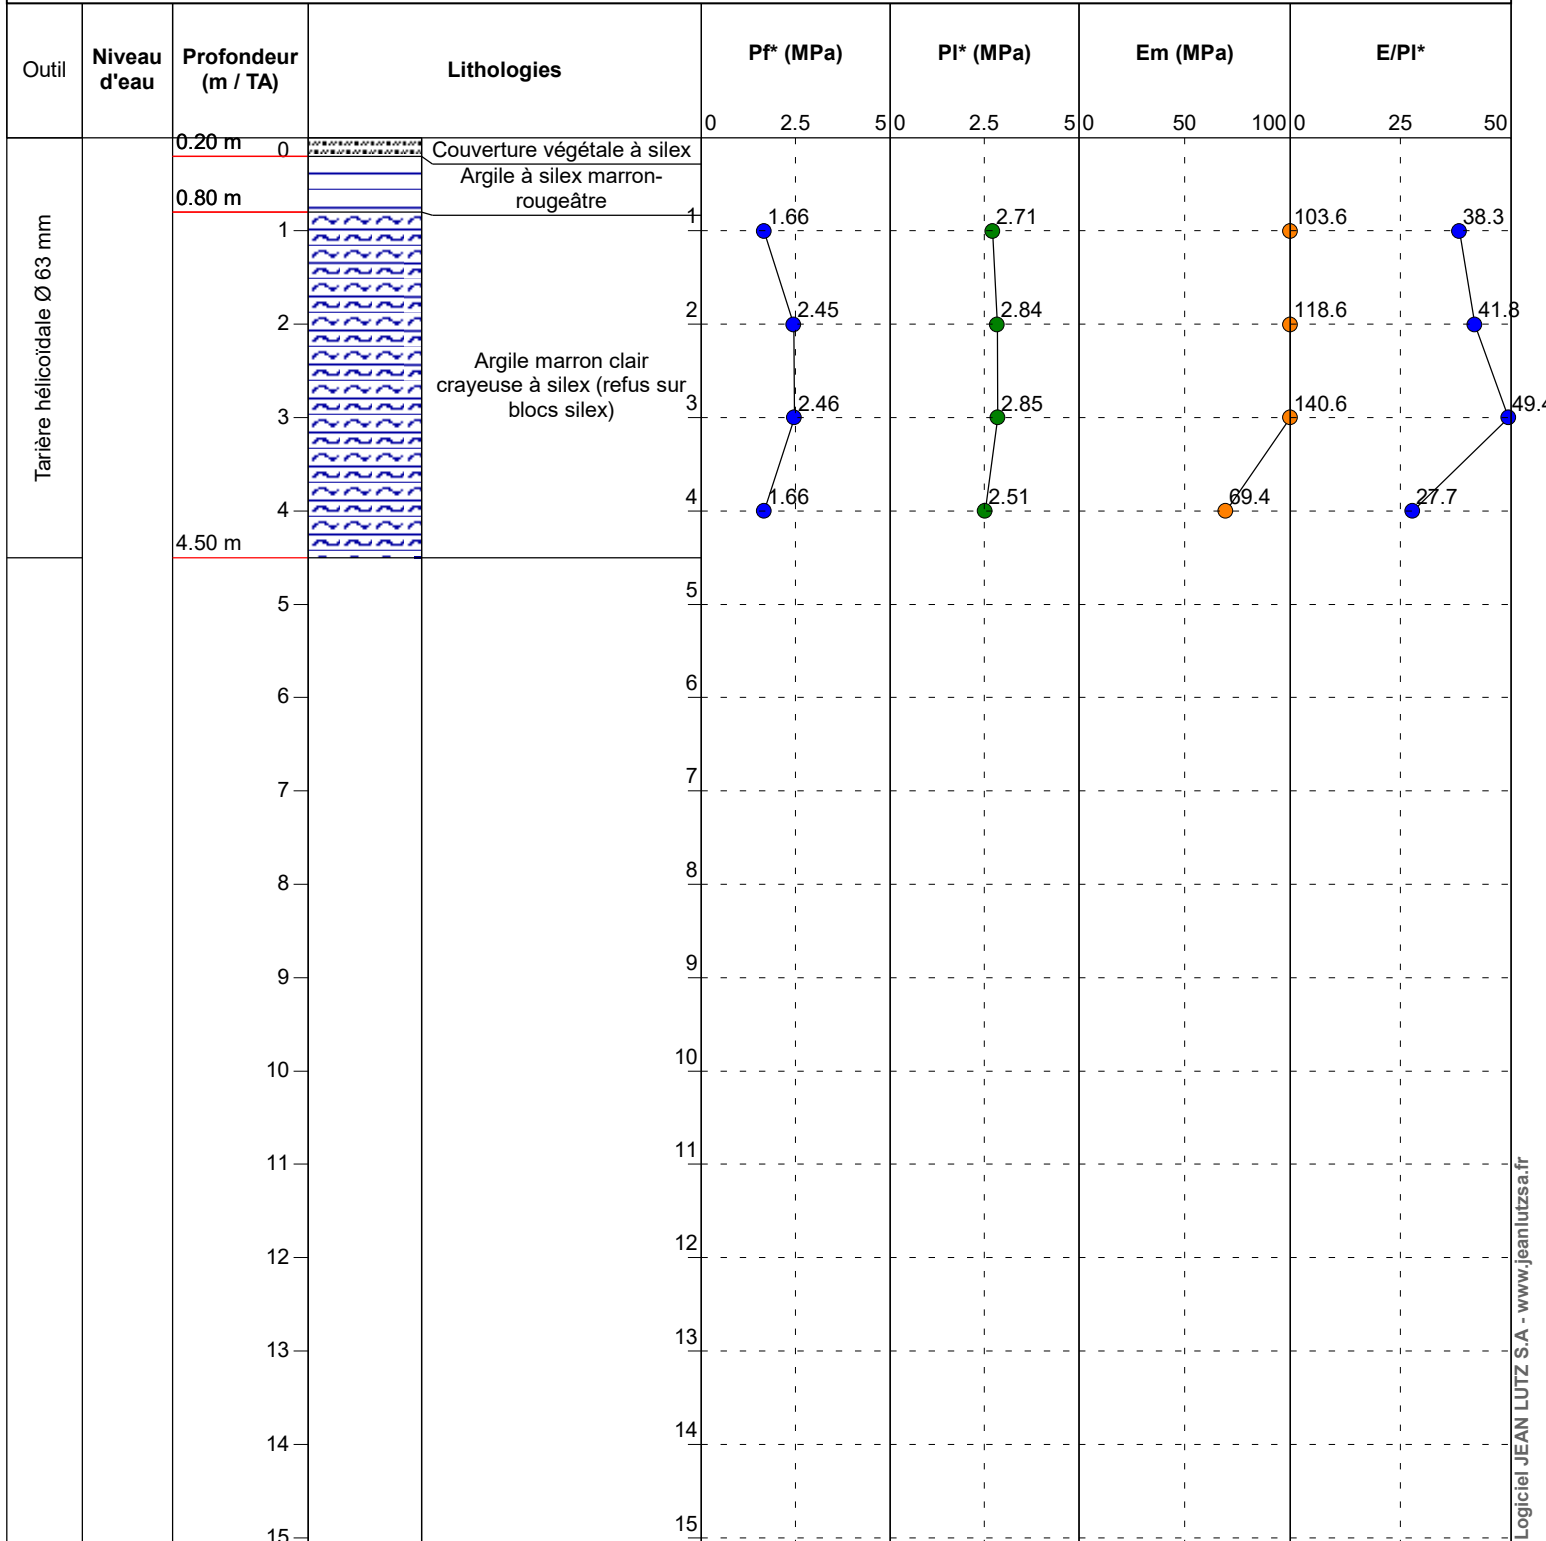 Outil
Niveau
d'eau
Profondeur
(m / TA)
Lithologies
Pf* (MPa)
Pl* (MPa)
Em (MPa)
E/Pl*
0 2.5 5 0 2.5 5 0 50 100 0 25 50
Tarière hélicoïdale Ø 63 mm
0.20 m
0
Couverture végétale à silex
Argile à silex marron-
rougeâtre
0.80 m
1 1 1.66 2.71 103.6 38.3
2 2 2.45 2.84 118.6 41.8
Argile marron clair
crayeuse à silex (refus sur
blocs silex)
3 3 2.46 2.85 140.6 49.4
4 4 1.66 2.51 69.4 27.7
4.50 m
5 5
6 6
7 7
8 8
9 9
10 10
11 11
12 12
13 13
14 14
15 15
Logiciel JEAN LUTZ S.A - www.jeanlutzsa.fr